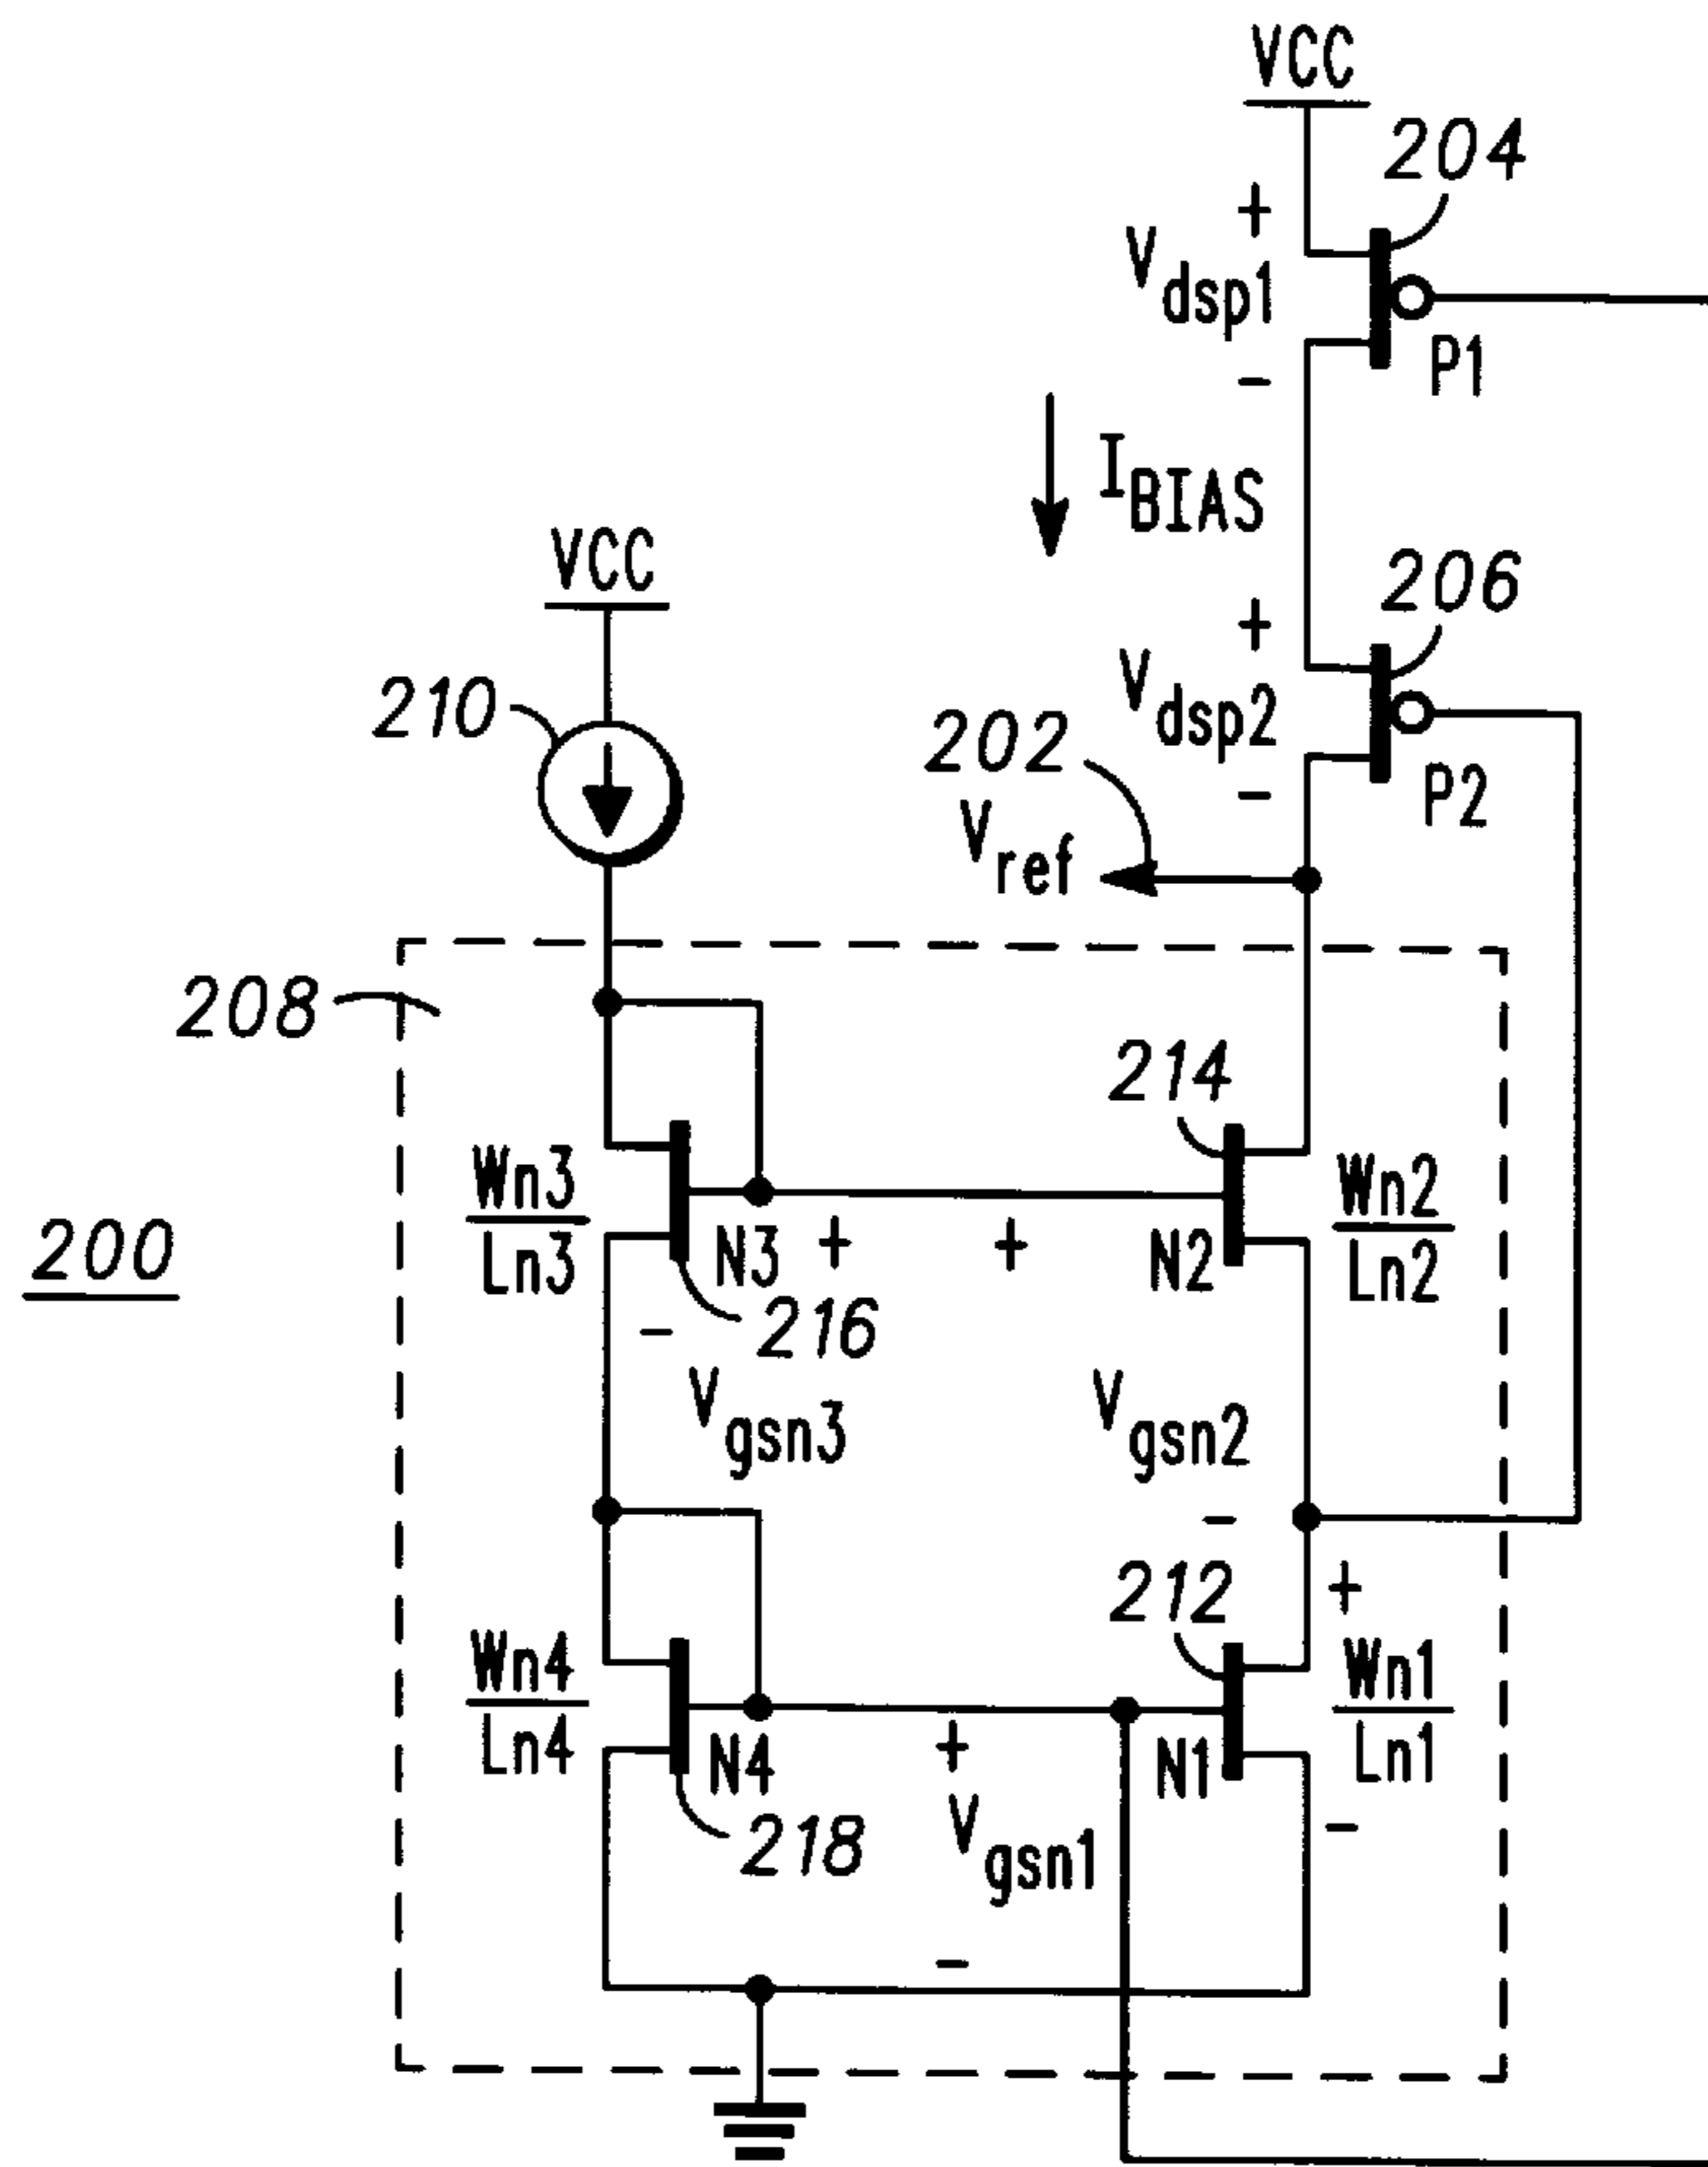 VCC
204
+
Vdsp1
-
P1
IBIAS
VCC
206
+
210
Vdsp2
202
-
P2
Vref
208
214
Wn3
Ln3
N3
+
+
N2
Wn2
Ln2
200
216
-
Vgsn3
Vgsn2
-
212
+
Wn4
Ln4
N4
+
N1
Wn1
Ln1
218
Vgsn1
-
-